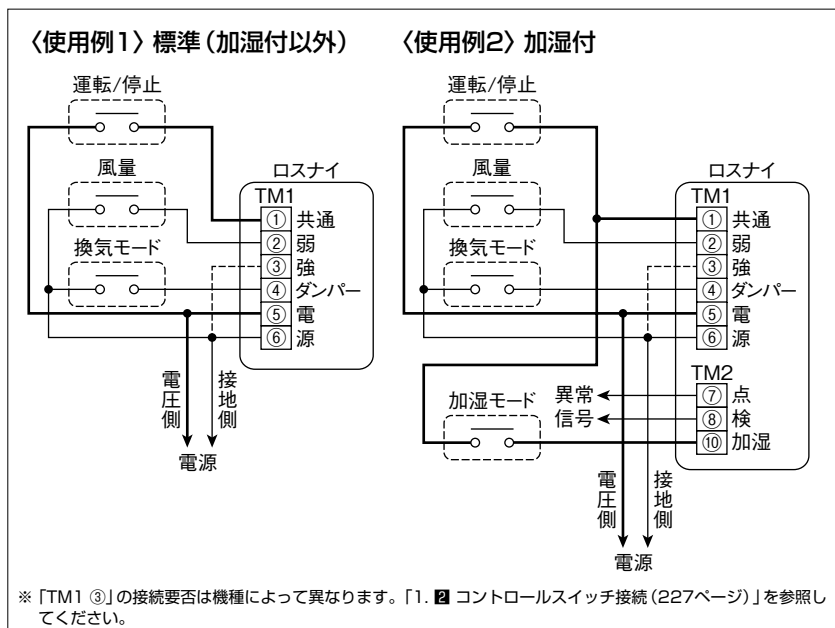 〈使用例1〉 標準（加湿付以外）
運転/停止
風量
換気モード
ロスナイ
TM1
① 共通
② 弱
③ 強
④ ダンパー
⑤ 電
⑥ 源
電圧側
接地側
電源
〈使用例2〉 加湿付
運転/停止
風量
換気モード
ロスナイ
TM1
① 共通
② 弱
③ 強
④ ダンパー
⑤ 電
⑥ 源
TM2
異常
信号
⑦ 点
⑧ 検
⑩ 加湿
加湿モード
電圧側
接地側
電源
※「TM1 ③」の接続要否は機種によって異なります。「1. 2 コントロールスイッチ接続（227ページ）」を参照し
てください。